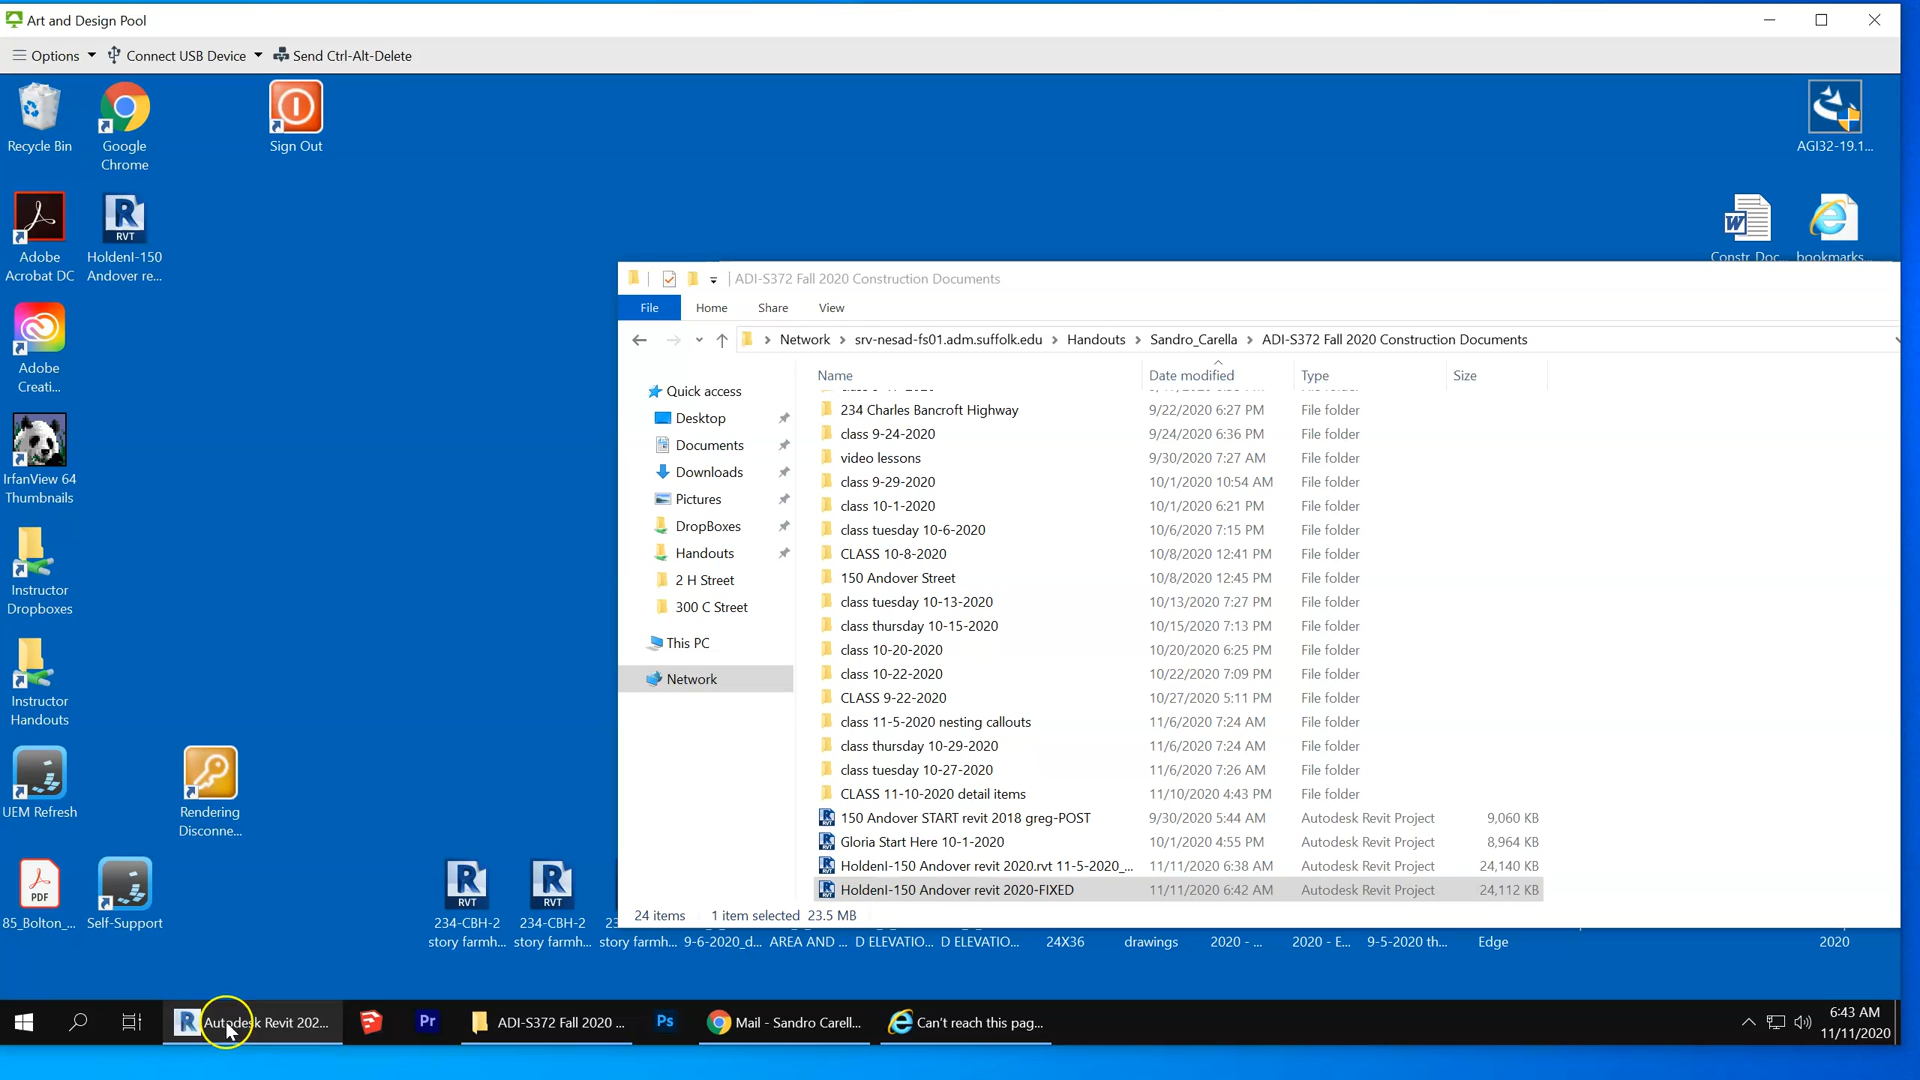 Art and Design Pool
Options Connect USB Device Send Ctrl-Alt-Delete
Recycle Bin
Google
Chrome
Sign Out
AGI32-19.1...
Adobe
Acrobat DC
HoldenI-150
Andover re...
RVT
Constr Doc... bookmarks...
Adobe
Creati...
IrfanView 64
Thumbnails
Instructor
Dropboxes
Instructor
Handouts
UEM Refresh
Rendering
Disconne...
PDF
85_Bolton_...
Self-Support
RVT
234-CBH-2
story farmh...
RVT
234-CBH-2
story farmh...
story farmh... 9-6-2020_d... AREA AND ... D ELEVATIO... D ELEVATIO... 24X36 drawings 2020 - ... 2020 - E... 9-5-2020 th... Edge 2020
ADI-S372 Fall 2020 Construction Documents
File Home Share View
Network > srv-nesad-fs01.adm.suffolk.edu > Handouts > Sandro_Carella > ADI-S372 Fall 2020 Construction Documents
Quick access
Desktop
Documents
Downloads
Pictures
DropBoxes
Handouts
2 H Street
300 C Street
This PC
Network
Name Date modified Type Size
234 Charles Bancroft Highway 9/22/2020 6:27 PM File folder
class 9-24-2020 9/24/2020 6:36 PM File folder
video lessons 9/30/2020 7:27 AM File folder
class 9-29-2020 10/1/2020 10:54 AM File folder
class 10-1-2020 10/1/2020 6:21 PM File folder
class tuesday 10-6-2020 10/6/2020 7:15 PM File folder
CLASS 10-8-2020 10/8/2020 12:41 PM File folder
150 Andover Street 10/8/2020 12:45 PM File folder
class tuesday 10-13-2020 10/13/2020 7:27 PM File folder
class thursday 10-15-2020 10/15/2020 7:13 PM File folder
class 10-20-2020 10/20/2020 6:25 PM File folder
class 10-22-2020 10/22/2020 7:09 PM File folder
CLASS 9-22-2020 10/27/2020 5:11 PM File folder
class 11-5-2020 nesting callouts 11/6/2020 7:24 AM File folder
class thursday 10-29-2020 11/6/2020 7:24 AM File folder
class tuesday 10-27-2020 11/6/2020 7:26 AM File folder
CLASS 11-10-2020 detail items 11/10/2020 4:43 PM File folder
150 Andover START revit 2018 greg-POST 9/30/2020 5:44 AM Autodesk Revit Project 9,060 KB
Gloria Start Here 10-1-2020 10/1/2020 4:55 PM Autodesk Revit Project 8,964 KB
HoldenI-150 Andover revit 2020.rvt 11-5-2020_... 11/11/2020 6:38 AM Autodesk Revit Project 24,140 KB
HoldenI-150 Andover revit 2020-FIXED 11/11/2020 6:42 AM Autodesk Revit Project 24,112 KB
24 items 1 item selected 23.5 MB
Autodesk Revit 202... Pr ADI-S372 Fall 2020 ... Ps Mail - Sandro Carell... Can't reach this pag... 6:43 AM
11/11/2020